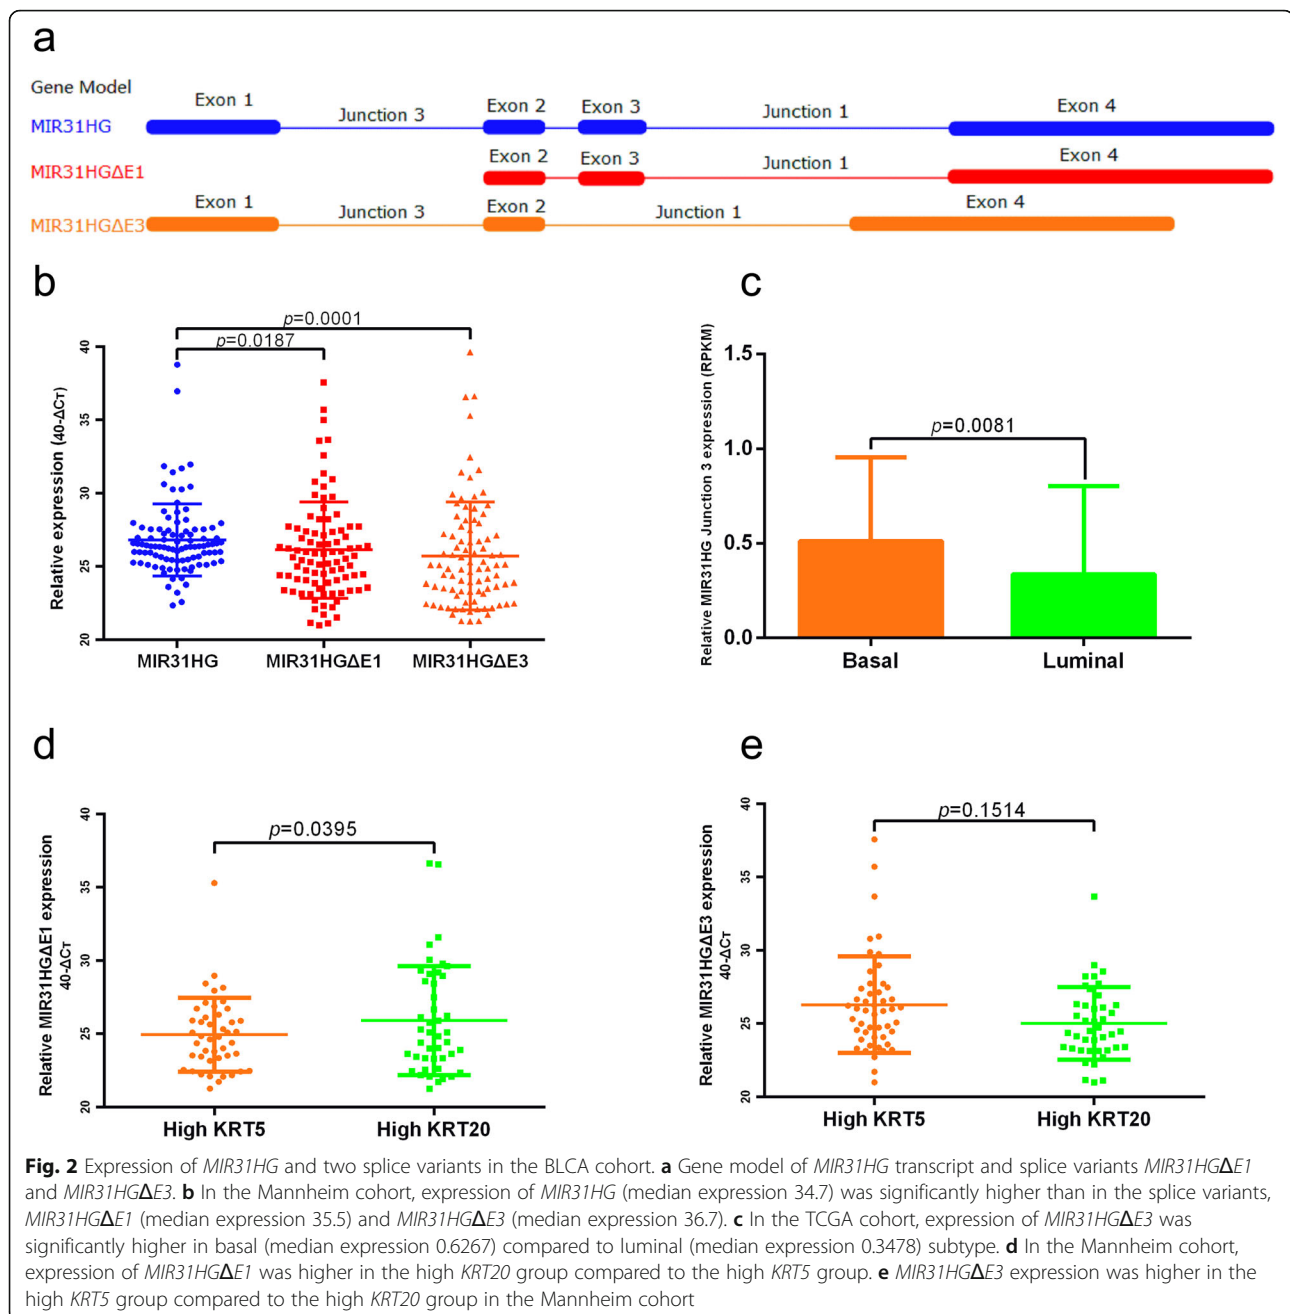 a
Gene Model
Exon 1
Junction 3
Exon 2
Exon 3
Junction 1
Exon 4
MIR31HG
Exon 2
Exon 3
Junction 1
Exon 4
MIR31HGΔE1
Exon 1
Junction 3
Exon 2
Junction 1
Exon 4
MIR31HGΔE3
b
p=0.0001
p=0.0187
Relative expression (40-ΔCT)
40
35
30
25
20
MIR31HG
MIR31HGΔE1
MIR31HGΔE3
c
Relative MIR31HG Junction 3 expression (RPKM)
1.5
1.0
0.5
0.0
p=0.0081
Basal
Luminal
d
Relative MIR31HGΔE1 expression
40-ΔCT
40
35
30
25
20
p=0.0395
High KRT5
High KRT20
e
Relative MIR31HGΔE3 expression
40-ΔCT
40
35
30
25
20
p=0.1514
High KRT5
High KRT20
Fig. 2 Expression of MIR31HG and two splice variants in the BLCA cohort. a Gene model of MIR31HG transcript and splice variants MIR31HGΔE1
and MIR31HGΔE3. b In the Mannheim cohort, expression of MIR31HG (median expression 34.7) was significantly higher than in the splice variants,
MIR31HGΔE1 (median expression 35.5) and MIR31HGΔE3 (median expression 36.7). c In the TCGA cohort, expression of MIR31HGΔE3 was
significantly higher in basal (median expression 0.6267) compared to luminal (median expression 0.3478) subtype. d In the Mannheim cohort,
expression of MIR31HGΔE1 was higher in the high KRT20 group compared to the high KRT5 group. e MIR31HGΔE3 expression was higher in the
high KRT5 group compared to the high KRT20 group in the Mannheim cohort